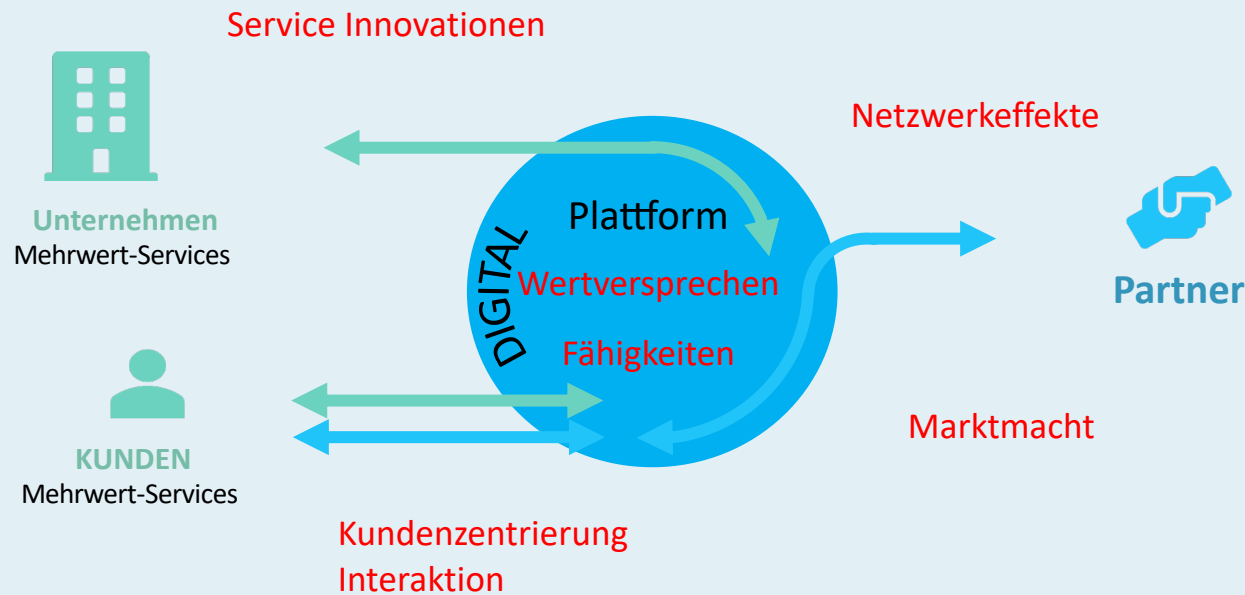 Service Innovationen
Netzwerkeffekte
Unternehmen
Mehrwert-Services
DIGITAL
Plattform
Wertversprechen
Fähigkeiten
Partner
KUNDEN
Mehrwert-Services
Marktmacht
Kundenzentrierung
Interaktion